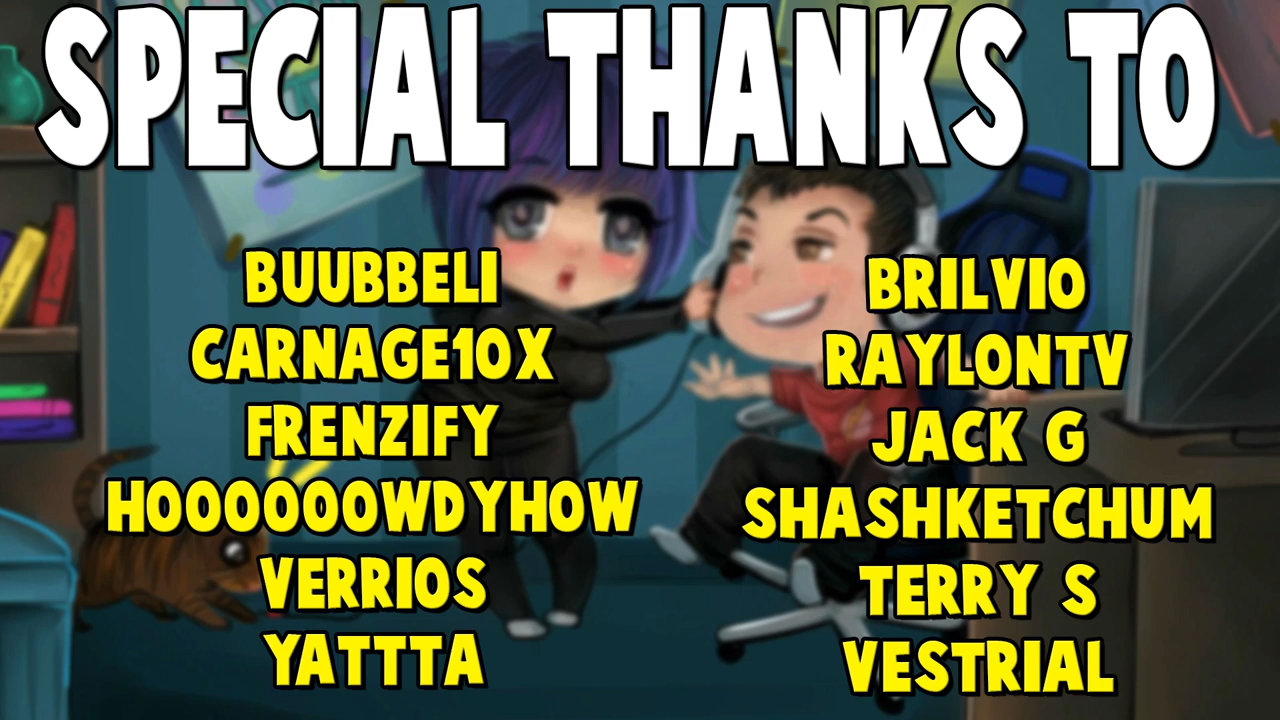 SPECIAL THANKS TO
BUUBBELI
CARNAGE10X
FRENZIFY
HOOOOOOWDYHOW
VERRIOS
YATTTA
BRILVIO
RAYLONTV
JACK G
SHASHKETCHUM
TERRY S
VESTRIAL